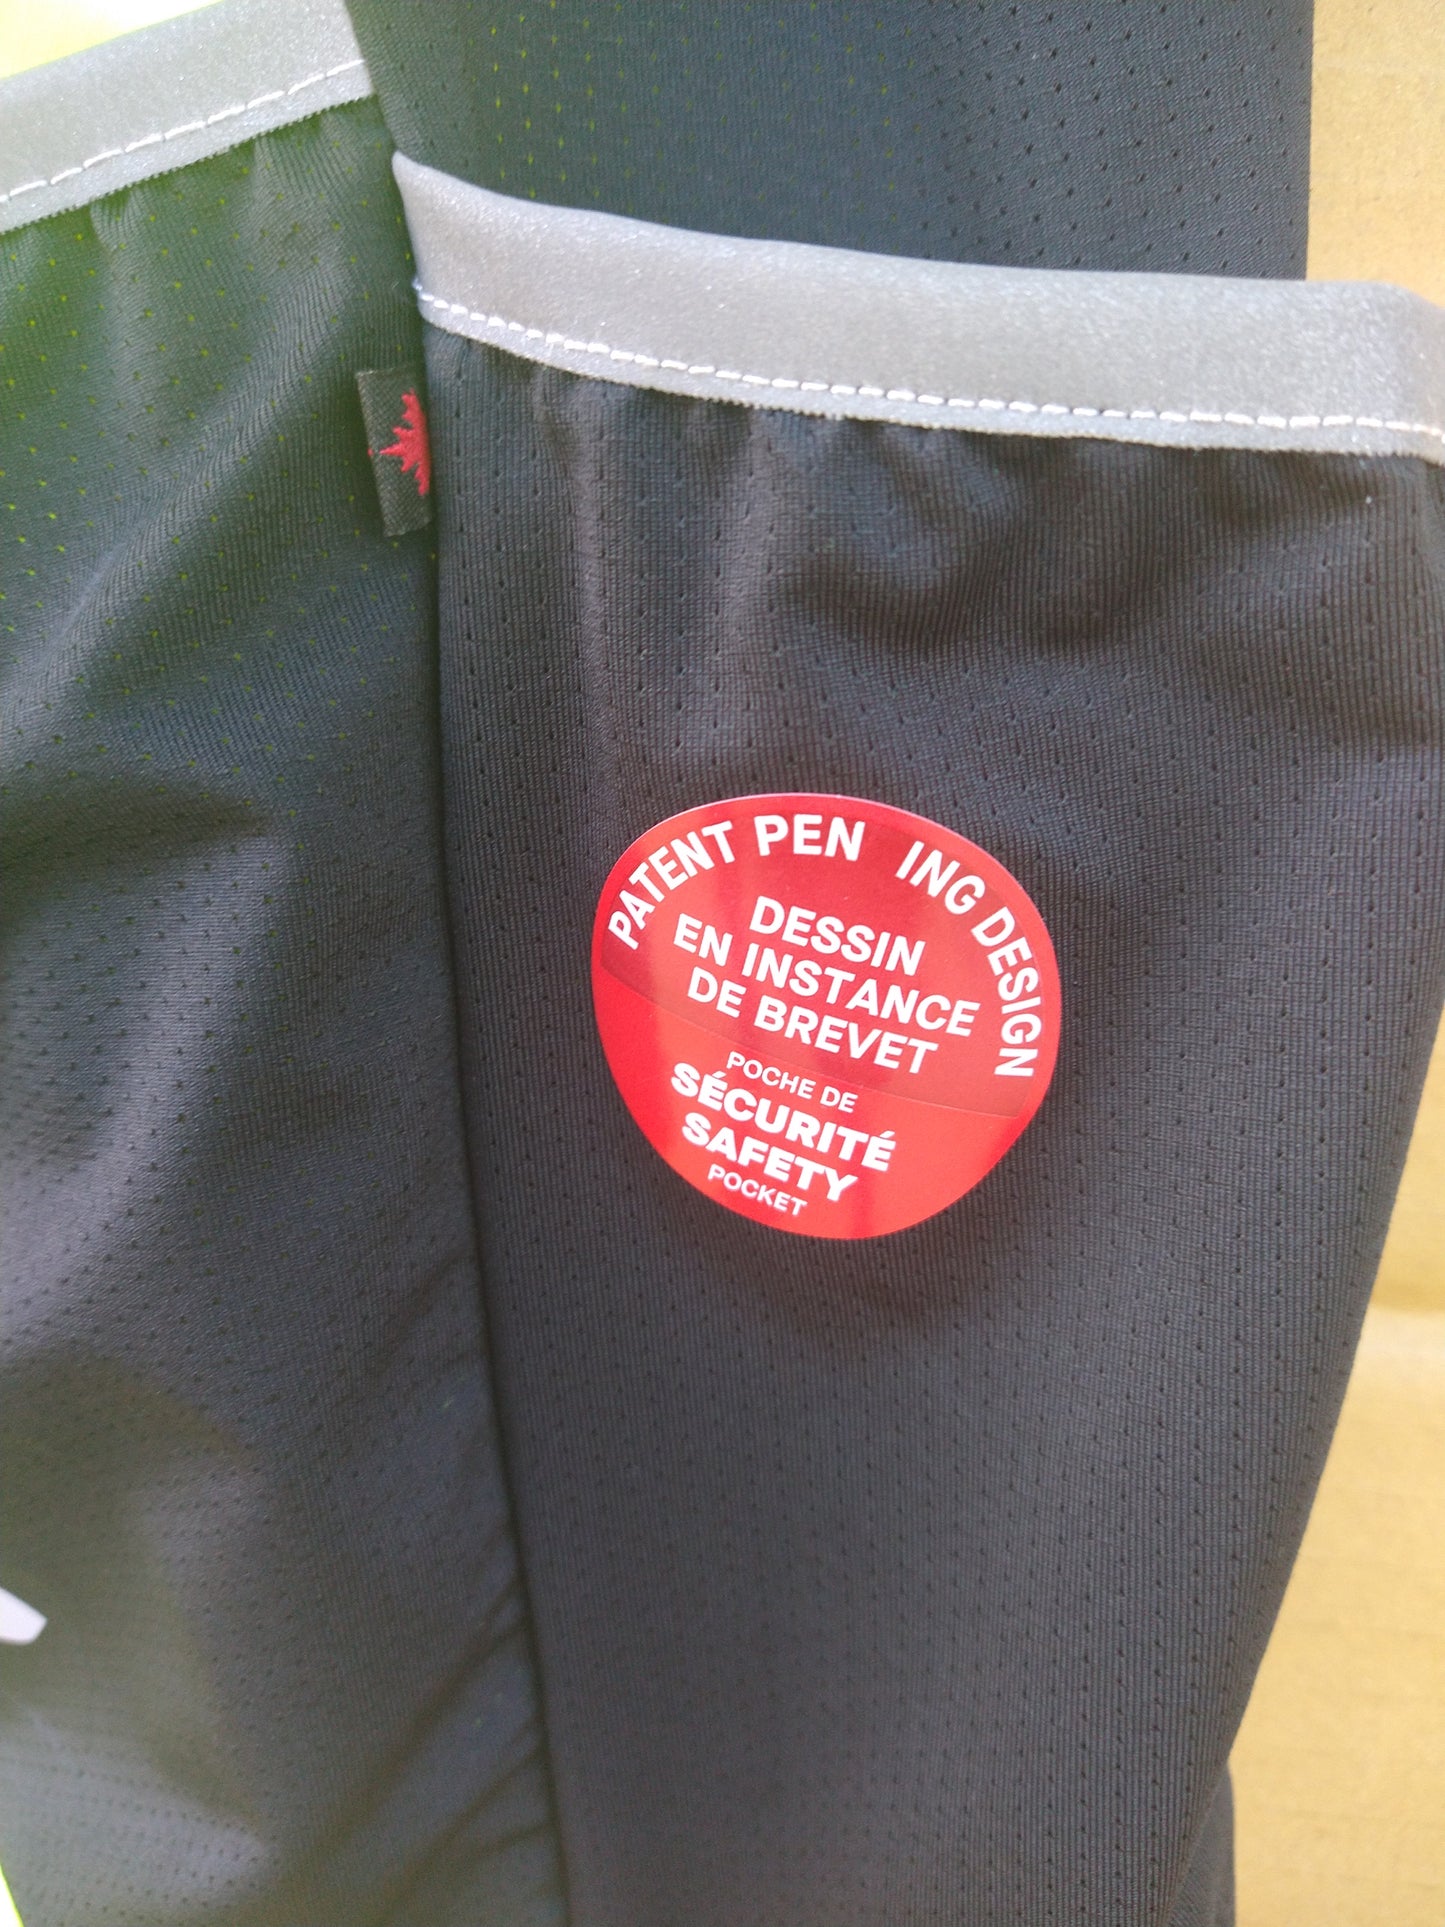 PATENT PEN ING DESIGN
DESSIN
EN INSTANCE
DE BREVET
POCHE DE
SÉCURITÉ
SAFETY
POCKET